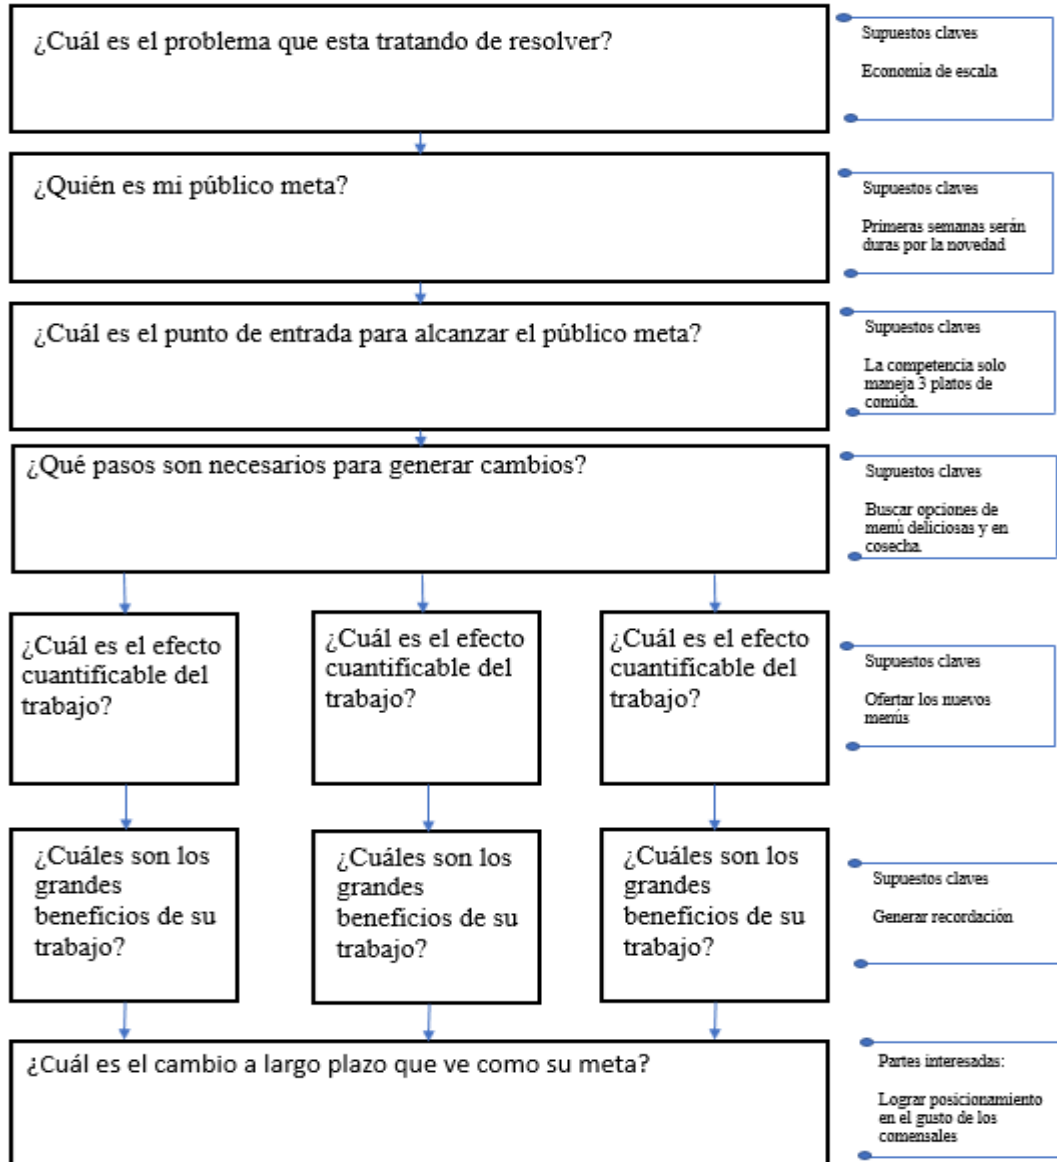 ¿Cuál es el problema que esta tratando de resolver?
Supuestos claves
Economía de escala
¿Quién es mi público meta?
Supuestos claves
Primeras semanas serán
duras por la novedad
¿Cuál es el punto de entrada para alcanzar el público meta?
Supuestos claves
La competencia solo
maneja 3 platos de
comida.
¿Qué pasos son necesarios para generar cambios?
Supuestos claves
Buscar opciones de
menú deliciosas y en
cosecha.
¿Cuál es el efecto
cuantificable del
trabajo?
¿Cuál es el efecto
cuantificable del
trabajo?
¿Cuál es el efecto
cuantificable del
trabajo?
Supuestos claves
Ofertar los nuevos
menús
¿Cuáles son los
grandes
beneficios de su
trabajo?
¿Cuáles son los
grandes
beneficios de su
trabajo?
¿Cuáles son los
grandes
beneficios de su
trabajo?
Supuestos claves
Generar recordación
¿Cuál es el cambio a largo plazo que ve como su meta?
Partes interesadas:
Lograr posicionamiento
en el gusto de los
comensales